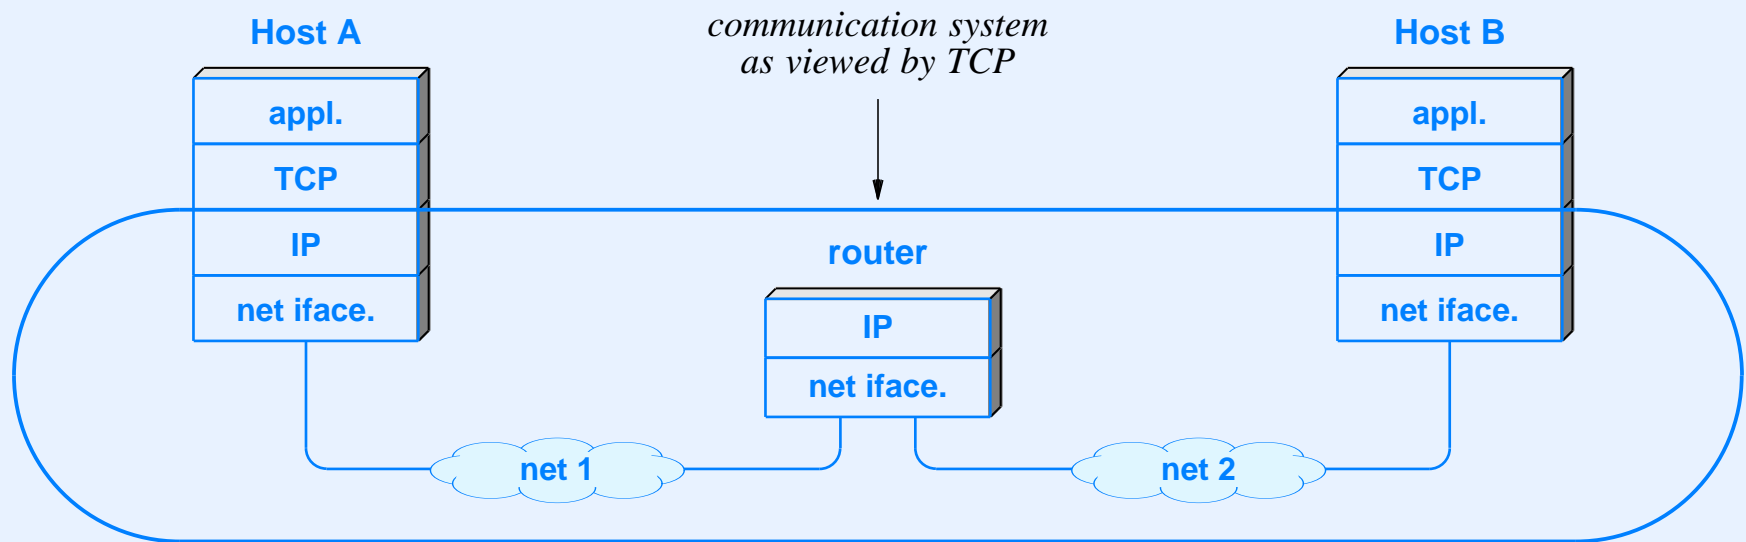 Host A
communication system
as viewed by TCP
Host B
appl.
TCP
IP
net iface.
router
IP
net iface.
appl.
TCP
IP
net iface.
net 1
net 2